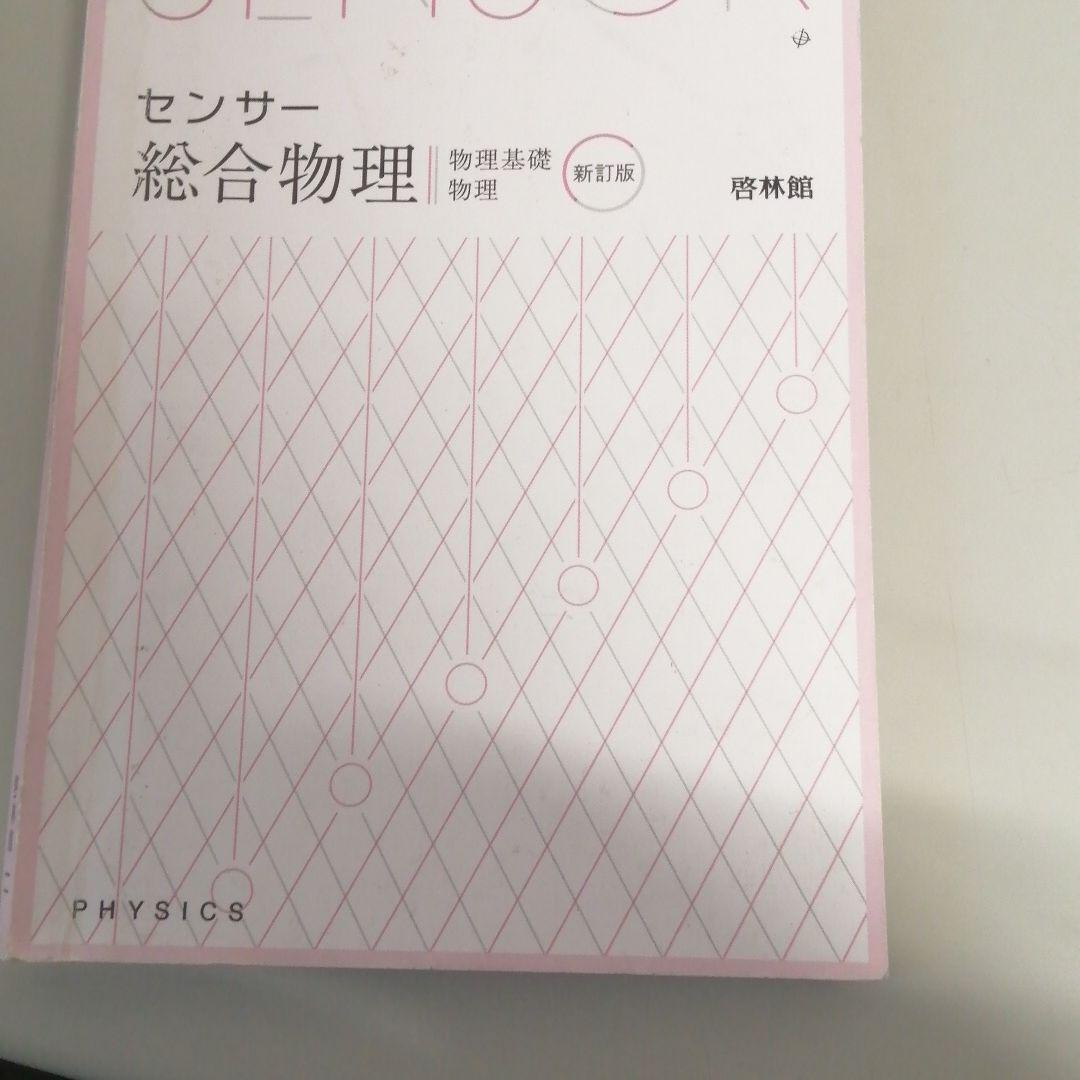 SENSOR
センサー
総合物理
物理基礎
物理
新訂版
啓林館
PHYSICS